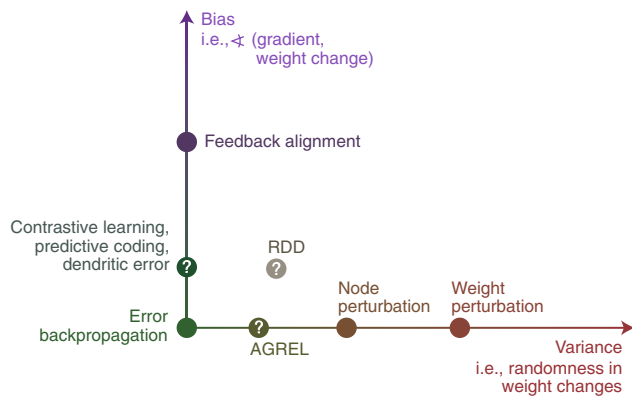 Bias
i.e., ∢ (gradient,
weight change)
Feedback alignment
Contrastive learning,
predictive coding,
dendritic error
?
RDD
?
Node
perturbation
Weight
perturbation
Error
backpropagation
?
AGREL
Variance
i.e., randomness in
weight changes